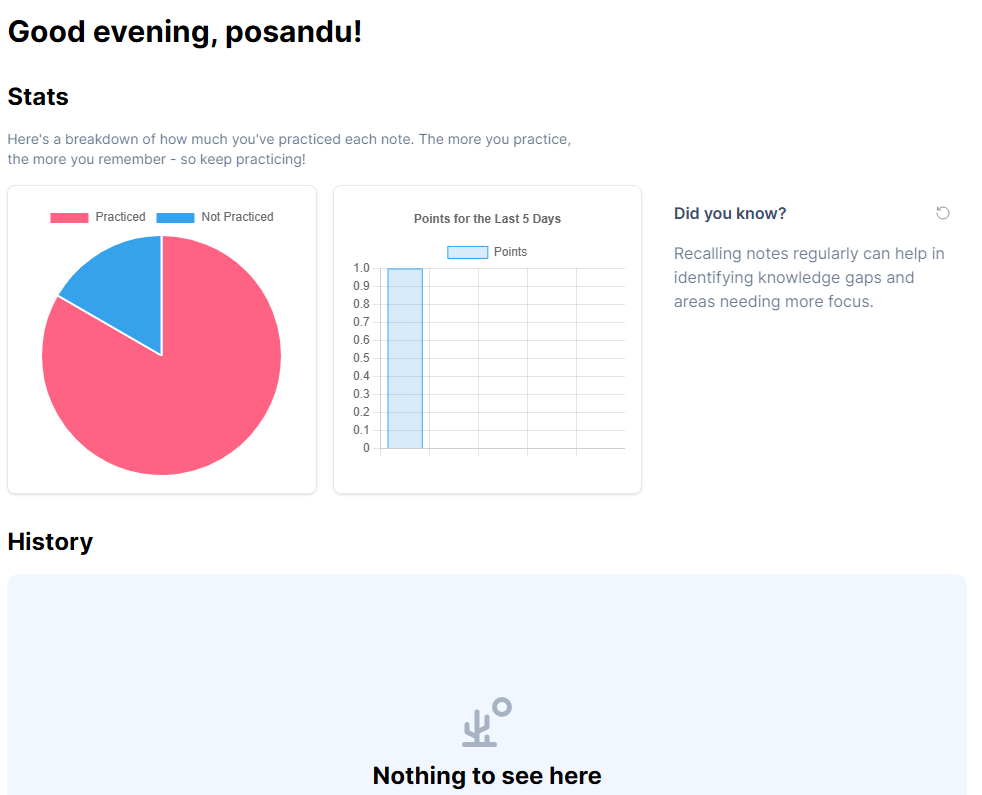 Good evening, posandu!
Stats
Here's a breakdown of how much you've practiced each note. The more you practice,
the more you remember - so keep practicing!
Practiced
Not Practiced
Points for the Last 5 Days
Points
1.0
0.9
0.8
0.7
0.6
0.5
0.4
0.3
0.2
0.1
0
Did you know?
Recalling notes regularly can help in
identifying knowledge gaps and
areas needing more focus.
History
Nothing to see here